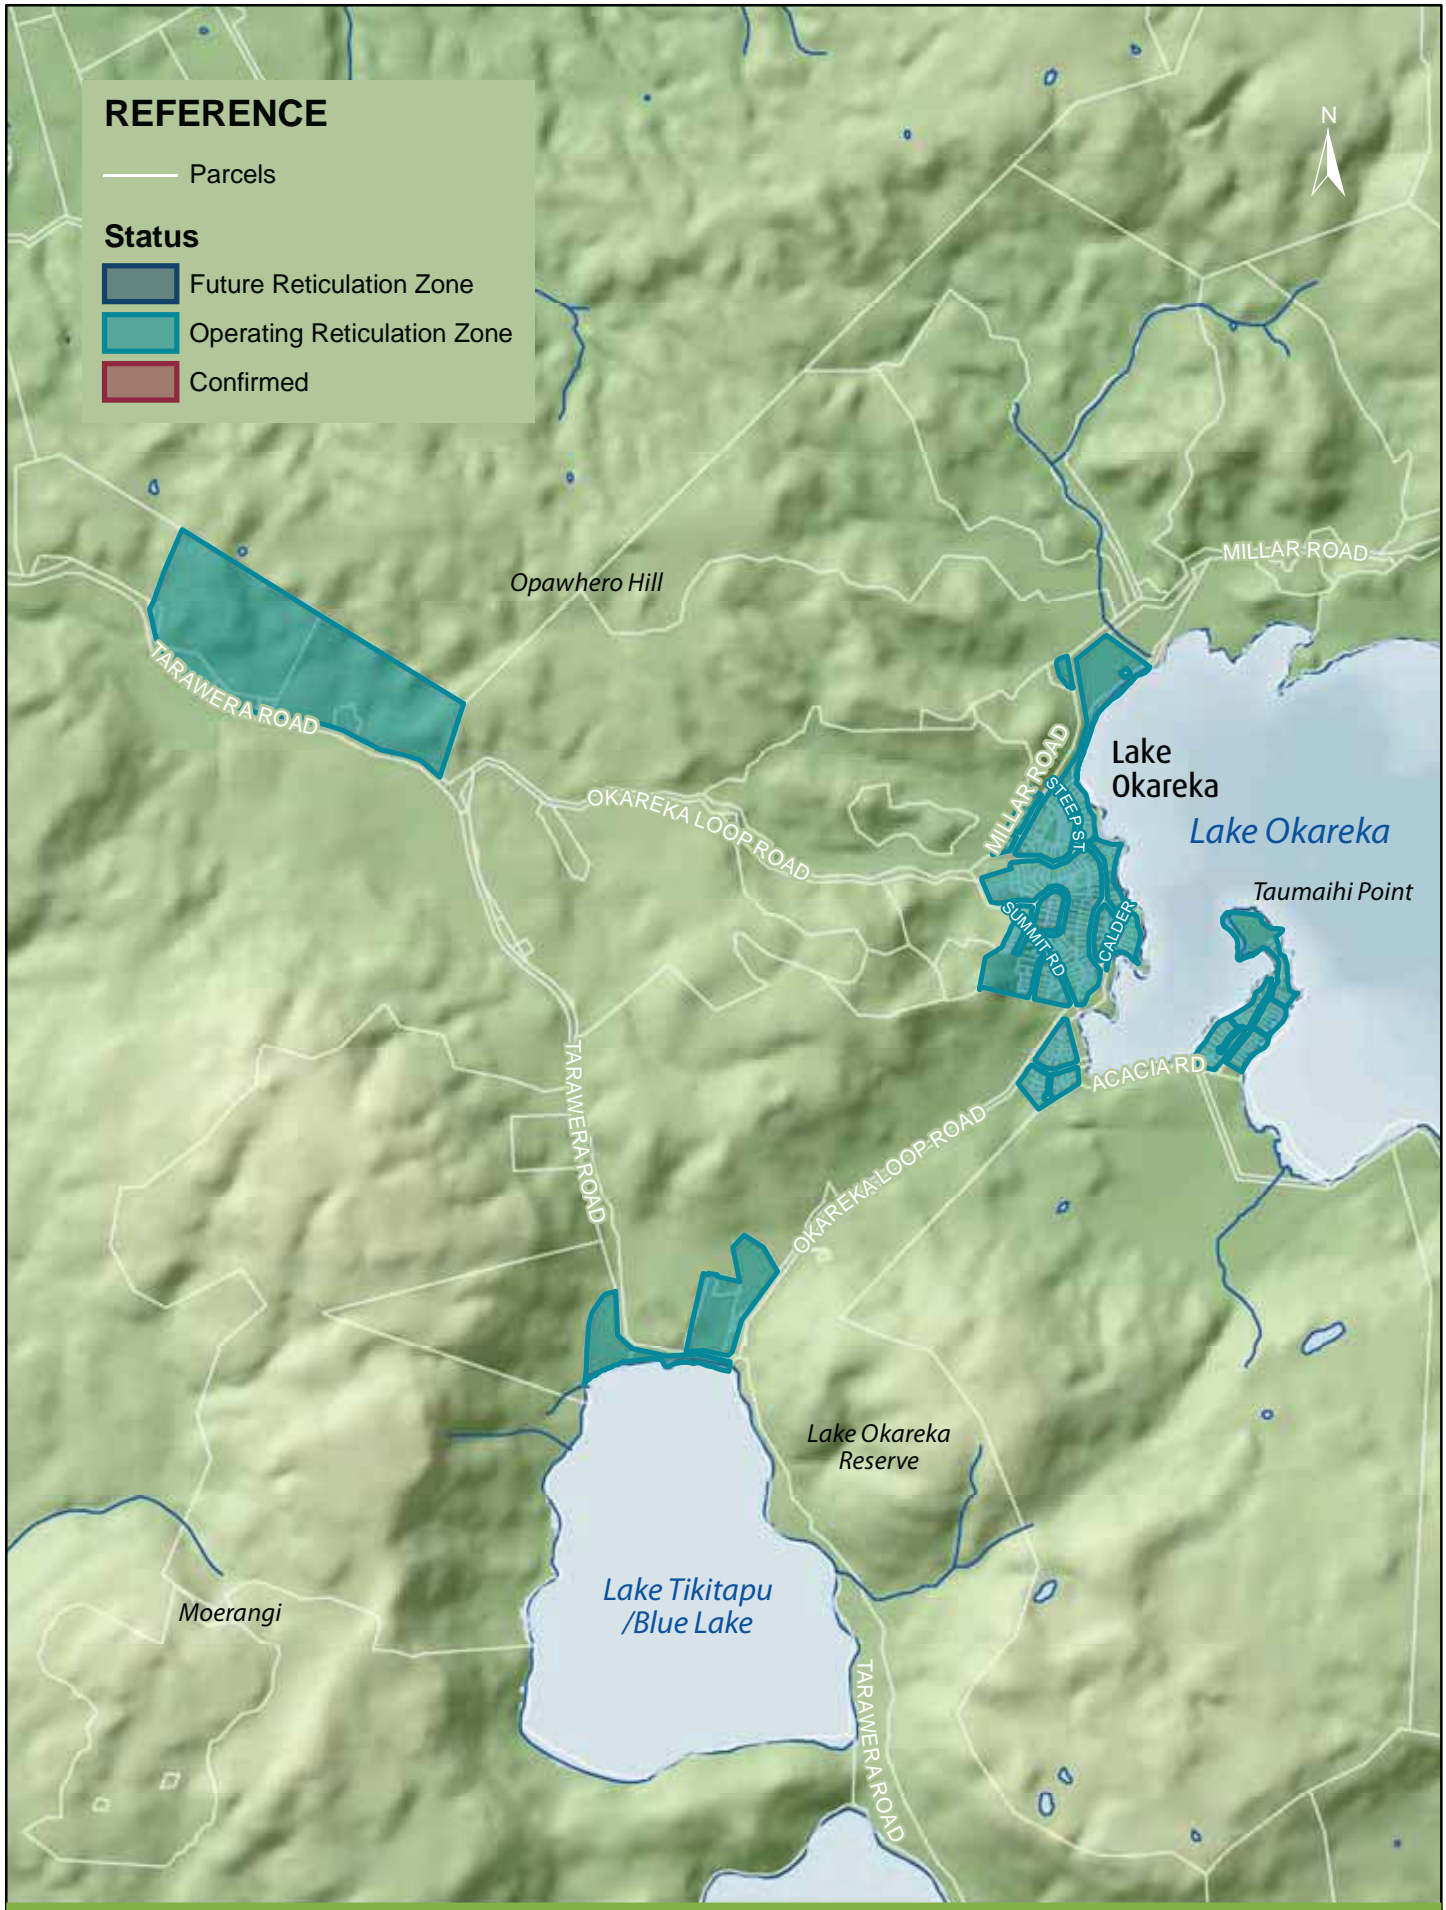 REFERENCE
Parcels
Status
Future Reticulation Zone
Operating Reticulation Zone
Confirmed
N
Opawhero Hill
MILLAR ROAD
TARAWERA ROAD
OKAREKA LOOP ROAD
MILLAR ROAD
STEEP ST
Lake
Okareka
Lake Okareka
Taumaihi Point
SUMMIT RD
CALDER
TARAWERA ROAD
ACACIA RD
OKAREKA LOOP ROAD
Lake Okareka
Reserve
Lake Tikitapu
/Blue Lake
Moerangi
TARAWERA ROAD